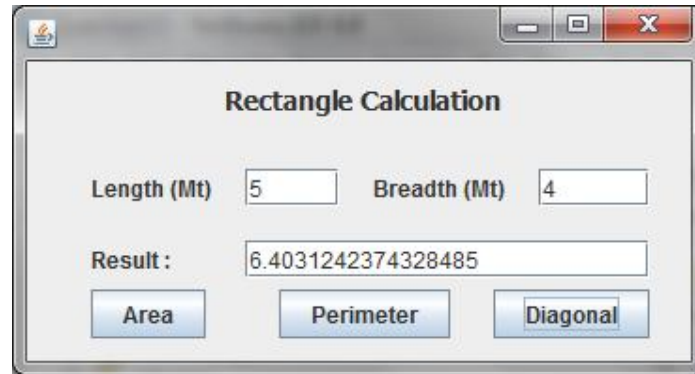 Rectangle Calculation
Length (Mt) 5 Breadth (Mt) 4
Result : 6.4031242374328485
Area Perimeter Diagonal